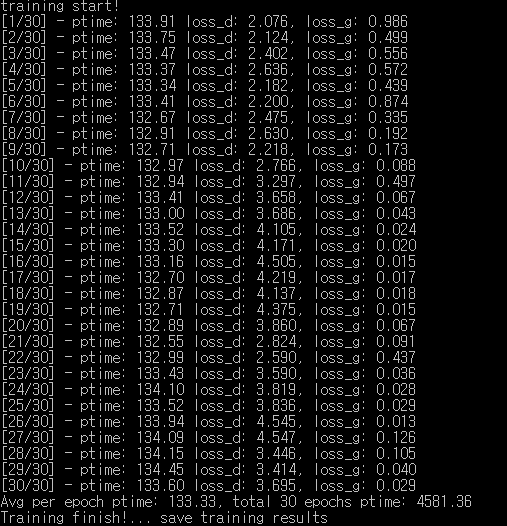 training start!
[1/30] - ptime: 133.91 loss_d: 2.076, loss_g: 0.986
[2/30] - ptime: 133.75 loss_d: 2.124, loss_g: 0.499
[3/30] - ptime: 133.47 loss_d: 2.402, loss_g: 0.556
[4/30] - ptime: 133.37 loss_d: 2.636, loss_g: 0.572
[5/30] - ptime: 133.34 loss_d: 2.182, loss_g: 0.439
[6/30] - ptime: 133.41 loss_d: 2.200, loss_g: 0.874
[7/30] - ptime: 132.67 loss_d: 2.475, loss_g: 0.335
[8/30] - ptime: 132.91 loss_d: 2.630, loss_g: 0.192
[9/30] - ptime: 132.71 loss_d: 2.218, loss_g: 0.173
[10/30] - ptime: 132.97 loss_d: 2.766, loss_g: 0.088
[11/30] - ptime: 132.94 loss_d: 3.297, loss_g: 0.497
[12/30] - ptime: 133.41 loss_d: 3.658, loss_g: 0.067
[13/30] - ptime: 133.00 loss_d: 3.686, loss_g: 0.043
[14/30] - ptime: 133.52 loss_d: 4.105, loss_g: 0.024
[15/30] - ptime: 133.30 loss_d: 4.171, loss_g: 0.020
[16/30] - ptime: 133.16 loss_d: 4.505, loss_g: 0.015
[17/30] - ptime: 132.70 loss_d: 4.219, loss_g: 0.017
[18/30] - ptime: 132.87 loss_d: 4.137, loss_g: 0.018
[19/30] - ptime: 132.71 loss_d: 4.375, loss_g: 0.015
[20/30] - ptime: 132.89 loss_d: 3.860, loss_g: 0.067
[21/30] - ptime: 132.55 loss_d: 2.824, loss_g: 0.091
[22/30] - ptime: 132.99 loss_d: 2.590, loss_g: 0.437
[23/30] - ptime: 133.43 loss_d: 3.590, loss_g: 0.036
[24/30] - ptime: 134.10 loss_d: 3.819, loss_g: 0.028
[25/30] - ptime: 133.52 loss_d: 3.836, loss_g: 0.029
[26/30] - ptime: 133.94 loss_d: 4.545, loss_g: 0.013
[27/30] - ptime: 134.09 loss_d: 4.547, loss_g: 0.126
[28/30] - ptime: 134.15 loss_d: 3.446, loss_g: 0.105
[29/30] - ptime: 134.45 loss_d: 3.414, loss_g: 0.040
[30/30] - ptime: 133.60 loss_d: 3.695, loss_g: 0.029
Avg per epoch ptime: 133.33, total 30 epochs ptime: 4581.36
Training finish!... save training results